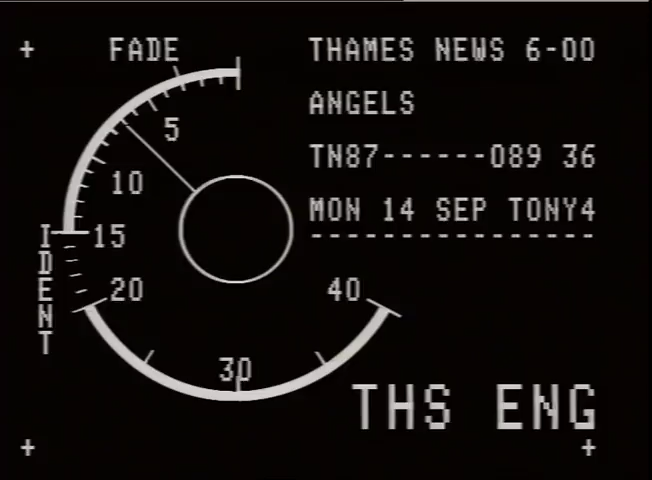 FADE
THAMES NEWS 6-00
ANGELS
TN87------089 36
MON 14 SEP TONY4
----------------
5
10
15
20
30
40
IDENT
THS ENG